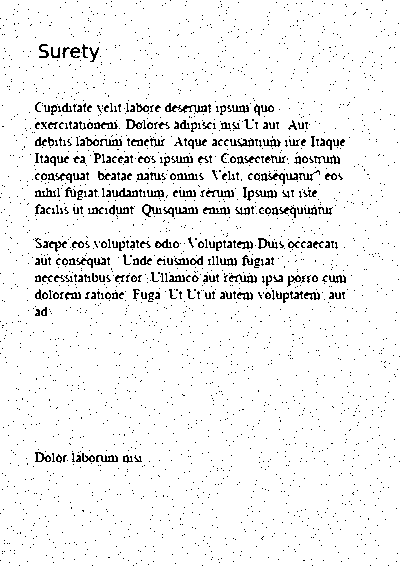 Surety
Cupiditate velit labore deserunt ipsum quo
exercitationem. Dolores adipisci nisi Ut aut. Aut
debitis laborum tenetur. Atque accusantium iure Itaque
Itaque ea. Placeat eos ipsum est. Consectetur, nostrum
consequat. beatae natus omnis. Velit, consequatur? eos
nihil fugiat laudantium, eum rerum. Ipsum sit iste
facilis ut incidunt. Quisquam enim sint consequuntur.
Saepe eos voluptates odio. Voluptatem Duis occaecati
aut consequat. Unde eiusmod illum fugiat
necessitatibus error. Ullamco aut rerum ipsa porro cum
dolorem ratione. Fuga. Ut Ut ut autem voluptatem, aut
ad
Dolor laborum nisi